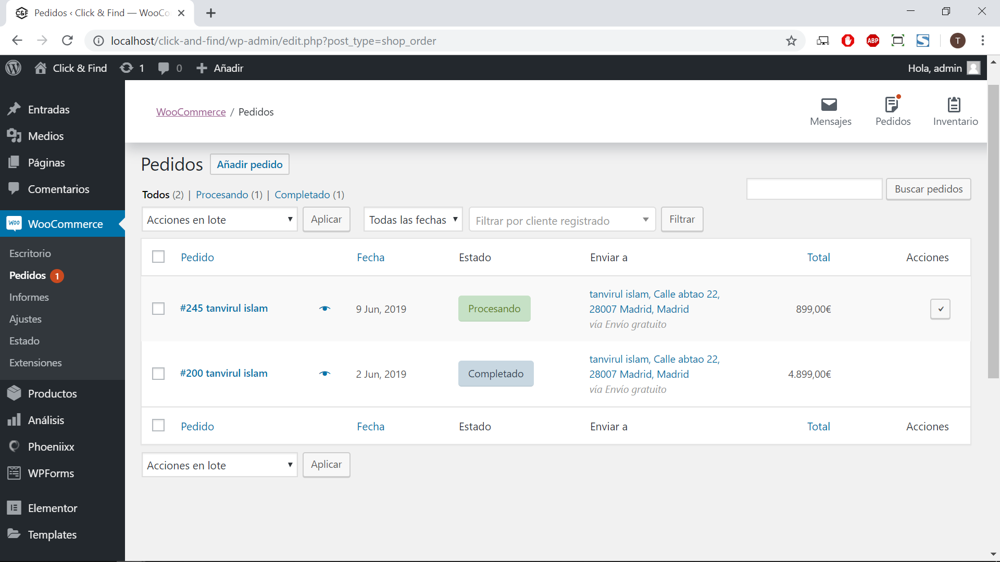 C&F Pedidos ‹ Click & Find — WooCo
localhost/click-and-find/wp-admin/edit.php?post_type=shop_order
ABP
S
T
Click & Find 1 0 Añadir
Hola, admin
Entradas
Medios
Páginas
Comentarios
Woo WooCommerce
Escritorio
Pedidos 1
Informes
Ajustes
Estado
Extensiones
Productos
Análisis
Phoeniixx
WPForms
Elementor
Templates
WooCommerce / Pedidos
Mensajes
Pedidos
Inventario
Pedidos Añadir pedido
Todos (2) | Procesando (1) | Completado (1)
Buscar pedidos
Acciones en lote Aplicar Todas las fechas Filtrar por cliente registrado Filtrar
Pedido Fecha Estado Enviar a Total Acciones
#245 tanvirul islam 9 Jun, 2019 Procesando
tanvirul islam, Calle abtao 22,
28007 Madrid, Madrid
vía Envío gratuito
899,00€
#200 tanvirul islam 2 Jun, 2019 Completado
tanvirul islam, Calle abtao 22,
28007 Madrid, Madrid
vía Envío gratuito
4.899,00€
Pedido Fecha Estado Enviar a Total Acciones
Acciones en lote Aplicar